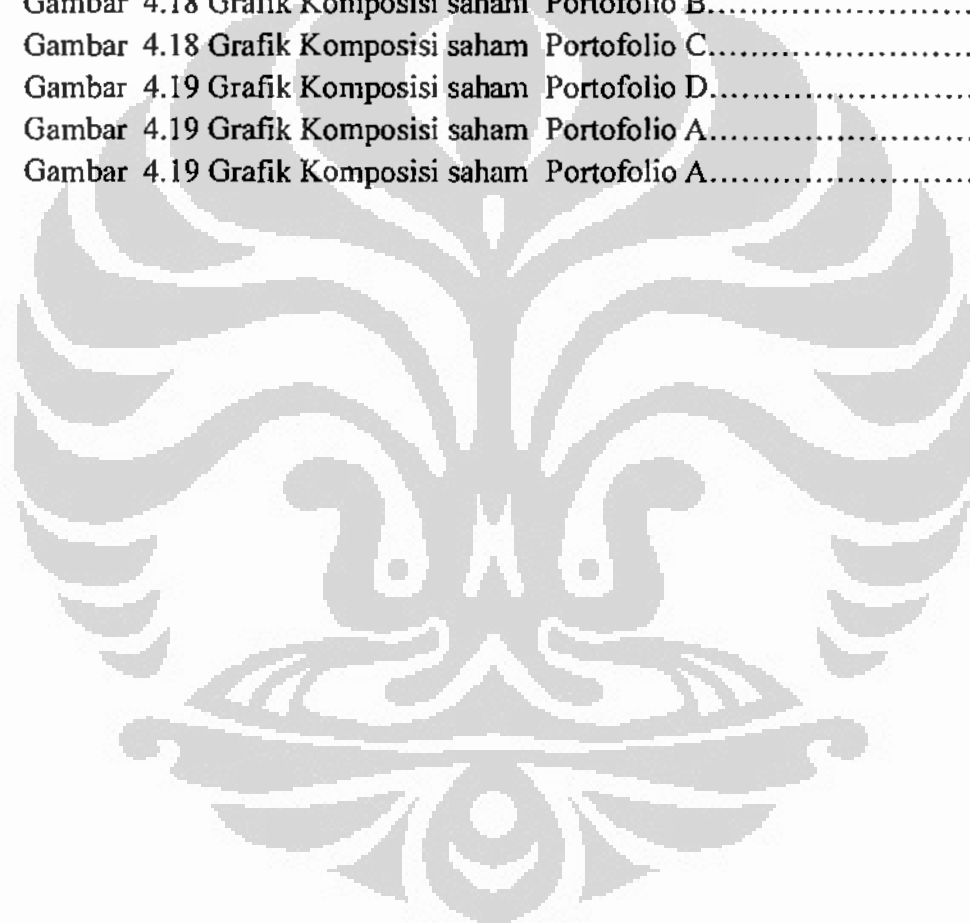 Gambar 4.18 Grafik Komposisi saham Portofolio B........................
Gambar 4.18 Grafik Komposisi saham Portofolio C........................
Gambar 4.19 Grafik Komposisi saham Portofolio D........................
Gambar 4.19 Grafik Komposisi saham Portofolio A........................
Gambar 4.19 Grafik Komposisi saham Portofolio A........................